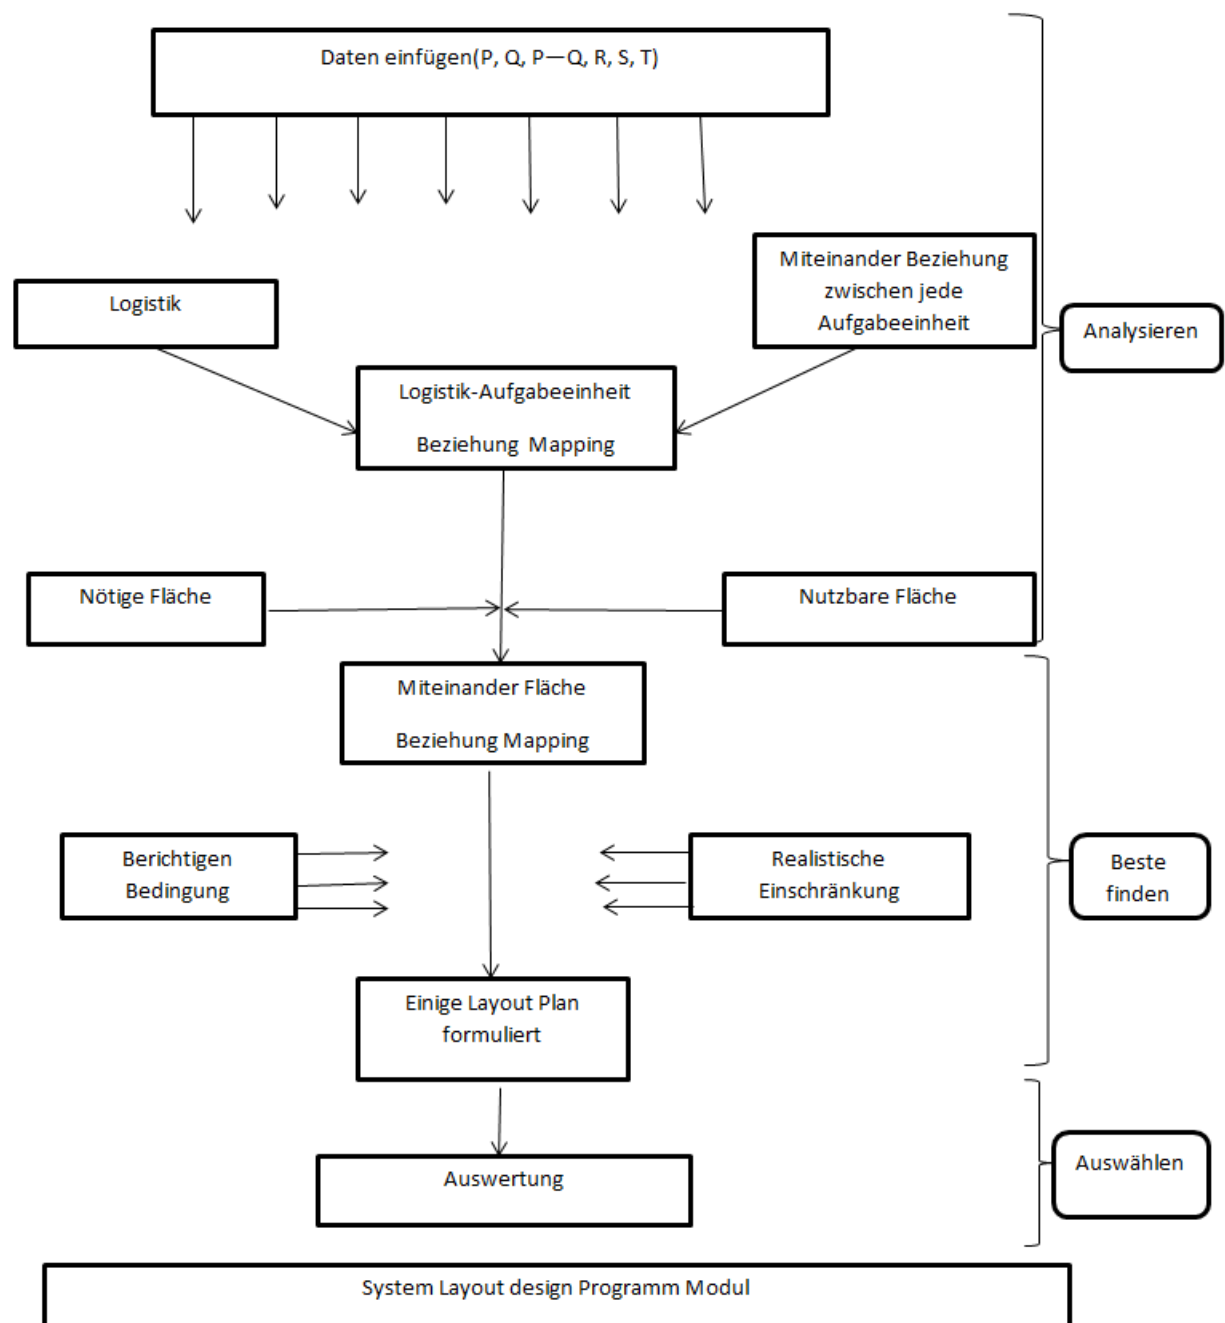 Daten einfügen(P, Q, P—Q, R, S, T)
Miteinander Beziehung
zwischen jede
Aufgabeeinheit
Logistik
Analysieren
Logistik-Aufgabeeinheit
Beziehung Mapping
Nötige Fläche
Nutzbare Fläche
Miteinander Fläche
Beziehung Mapping
Berichtigen
Bedingung
Realistische
Einschränkung
Beste
finden
Einige Layout Plan
formuliert
Auswertung
Auswählen
System Layout design Programm Modul